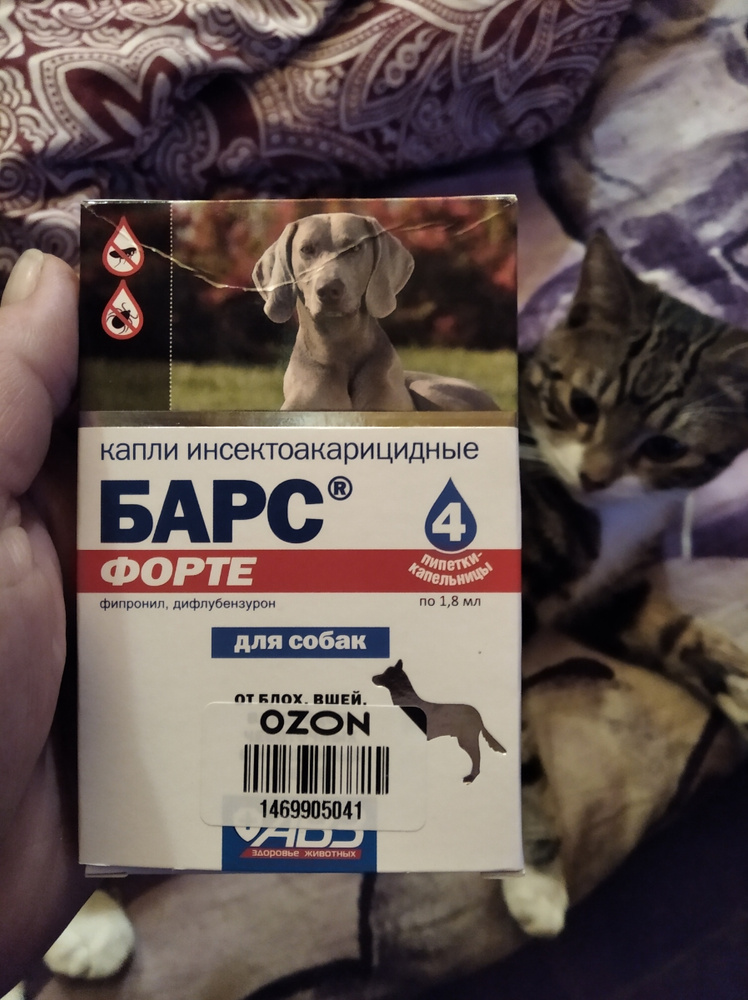 капли инсектоакарицидные
БАРС®
4
пипетки-
капельницы
ФОРТЕ
фипронил, дифлубензурон
по 1,8 мл
для собак
ОТ БЛОХ, ВШЕЙ,
OZON
1469905041
АВЗ
здоровье животных